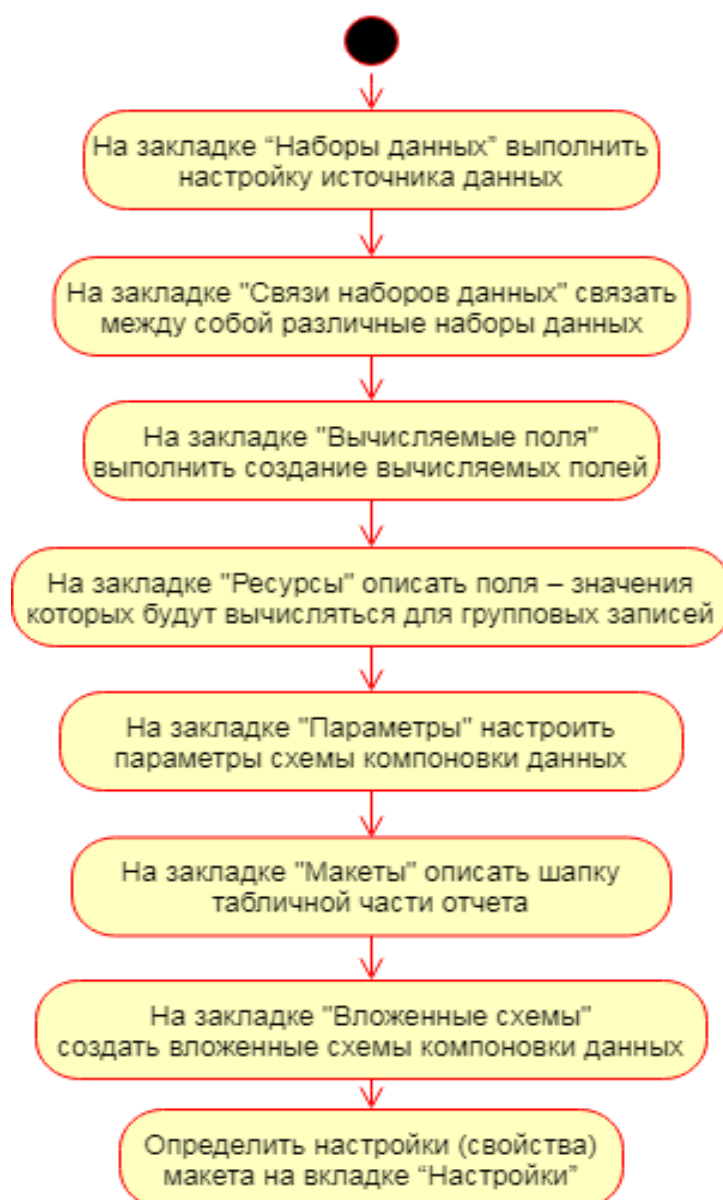 На закладке “Наборы данных” выполнить
настройку источника данных
На закладке "Связи наборов данных" связать
между собой различные наборы данных
На закладке "Вычисляемые поля"
выполнить создание вычисляемых полей
На закладке "Ресурсы" описать поля – значения
которых будут вычисляться для групповых записей
На закладке "Параметры" настроить
параметры схемы компоновки данных
На закладке "Макеты" описать шапку
табличной части отчета
На закладке "Вложенные схемы"
создать вложенные схемы компоновки данных
Определить настройки (свойства)
макета на вкладке “Настройки”